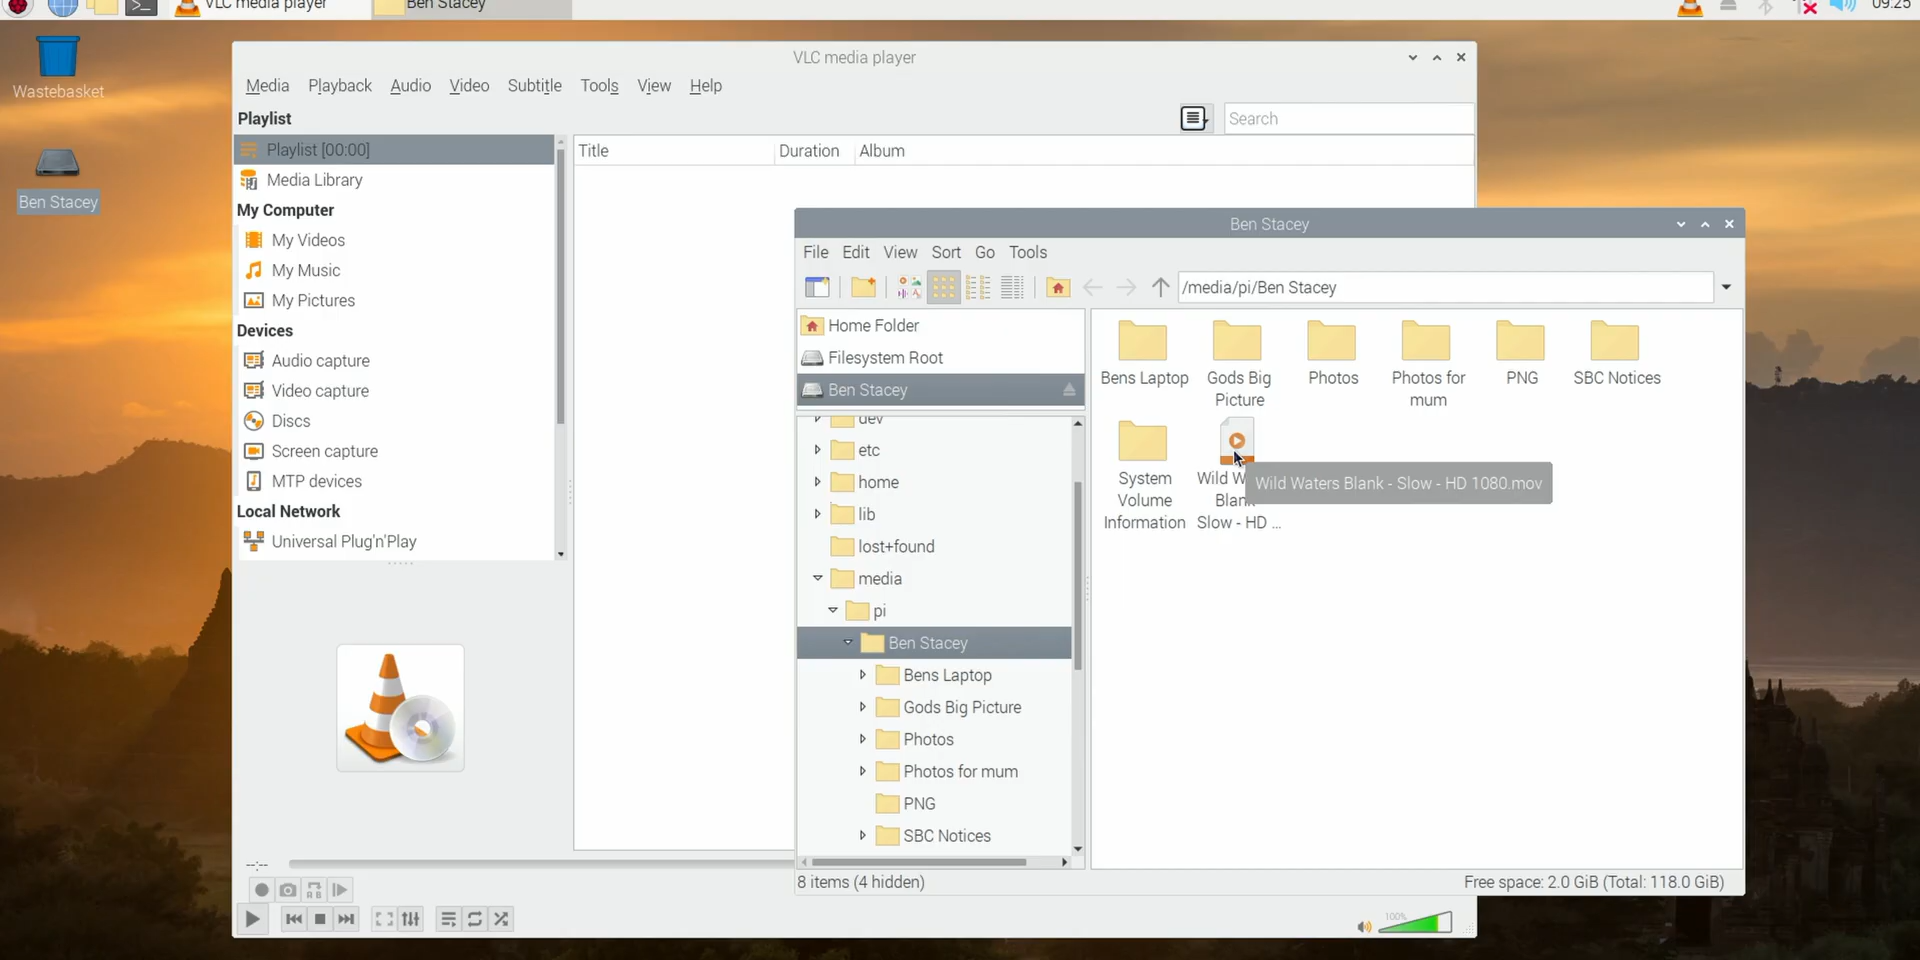 VLC media player
Ben Stacey
09:25
Wastebasket
Ben Stacey
VLC media player
Media Playback Audio Video Subtitle Tools View Help
Playlist
Search
Playlist [00:00]
Media Library
My Computer
My Videos
My Music
My Pictures
Devices
Audio capture
Video capture
Discs
Screen capture
MTP devices
Local Network
Universal Plug'n'Play
Title Duration Album
--:--
100%
Ben Stacey
File Edit View Sort Go Tools
/media/pi/Ben Stacey
Home Folder
Filesystem Root
Ben Stacey
dev
etc
home
lib
lost+found
media
pi
Ben Stacey
Bens Laptop
Gods Big Picture
Photos
Photos for mum
PNG
SBC Notices
Bens Laptop
Gods Big
Picture
Photos
Photos for
mum
PNG
SBC Notices
System
Volume
Information
Wild W
Blank
Slow - HD ...
Wild Waters Blank - Slow - HD 1080.mov
8 items (4 hidden)
Free space: 2.0 GiB (Total: 118.0 GiB)